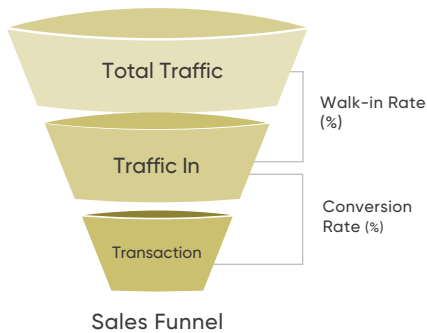 Total Traffic
Walk-in Rate
(%)
Traffic In
Conversion
Rate (%)
Transaction
Sales Funnel